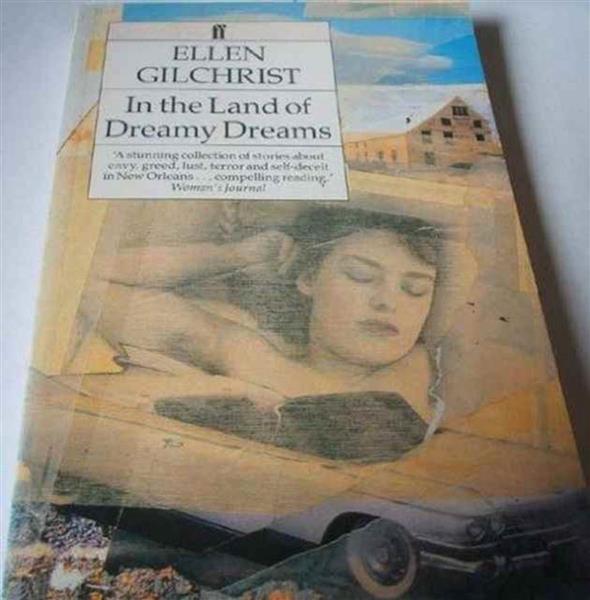 ff
ELLEN
GILCHRIST
In the Land of
Dreamy Dreams
'A stunning collection of stories about
envy, greed, lust, terror and self-deceit
in New Orleans . . . compelling reading.'
Woman's Journal